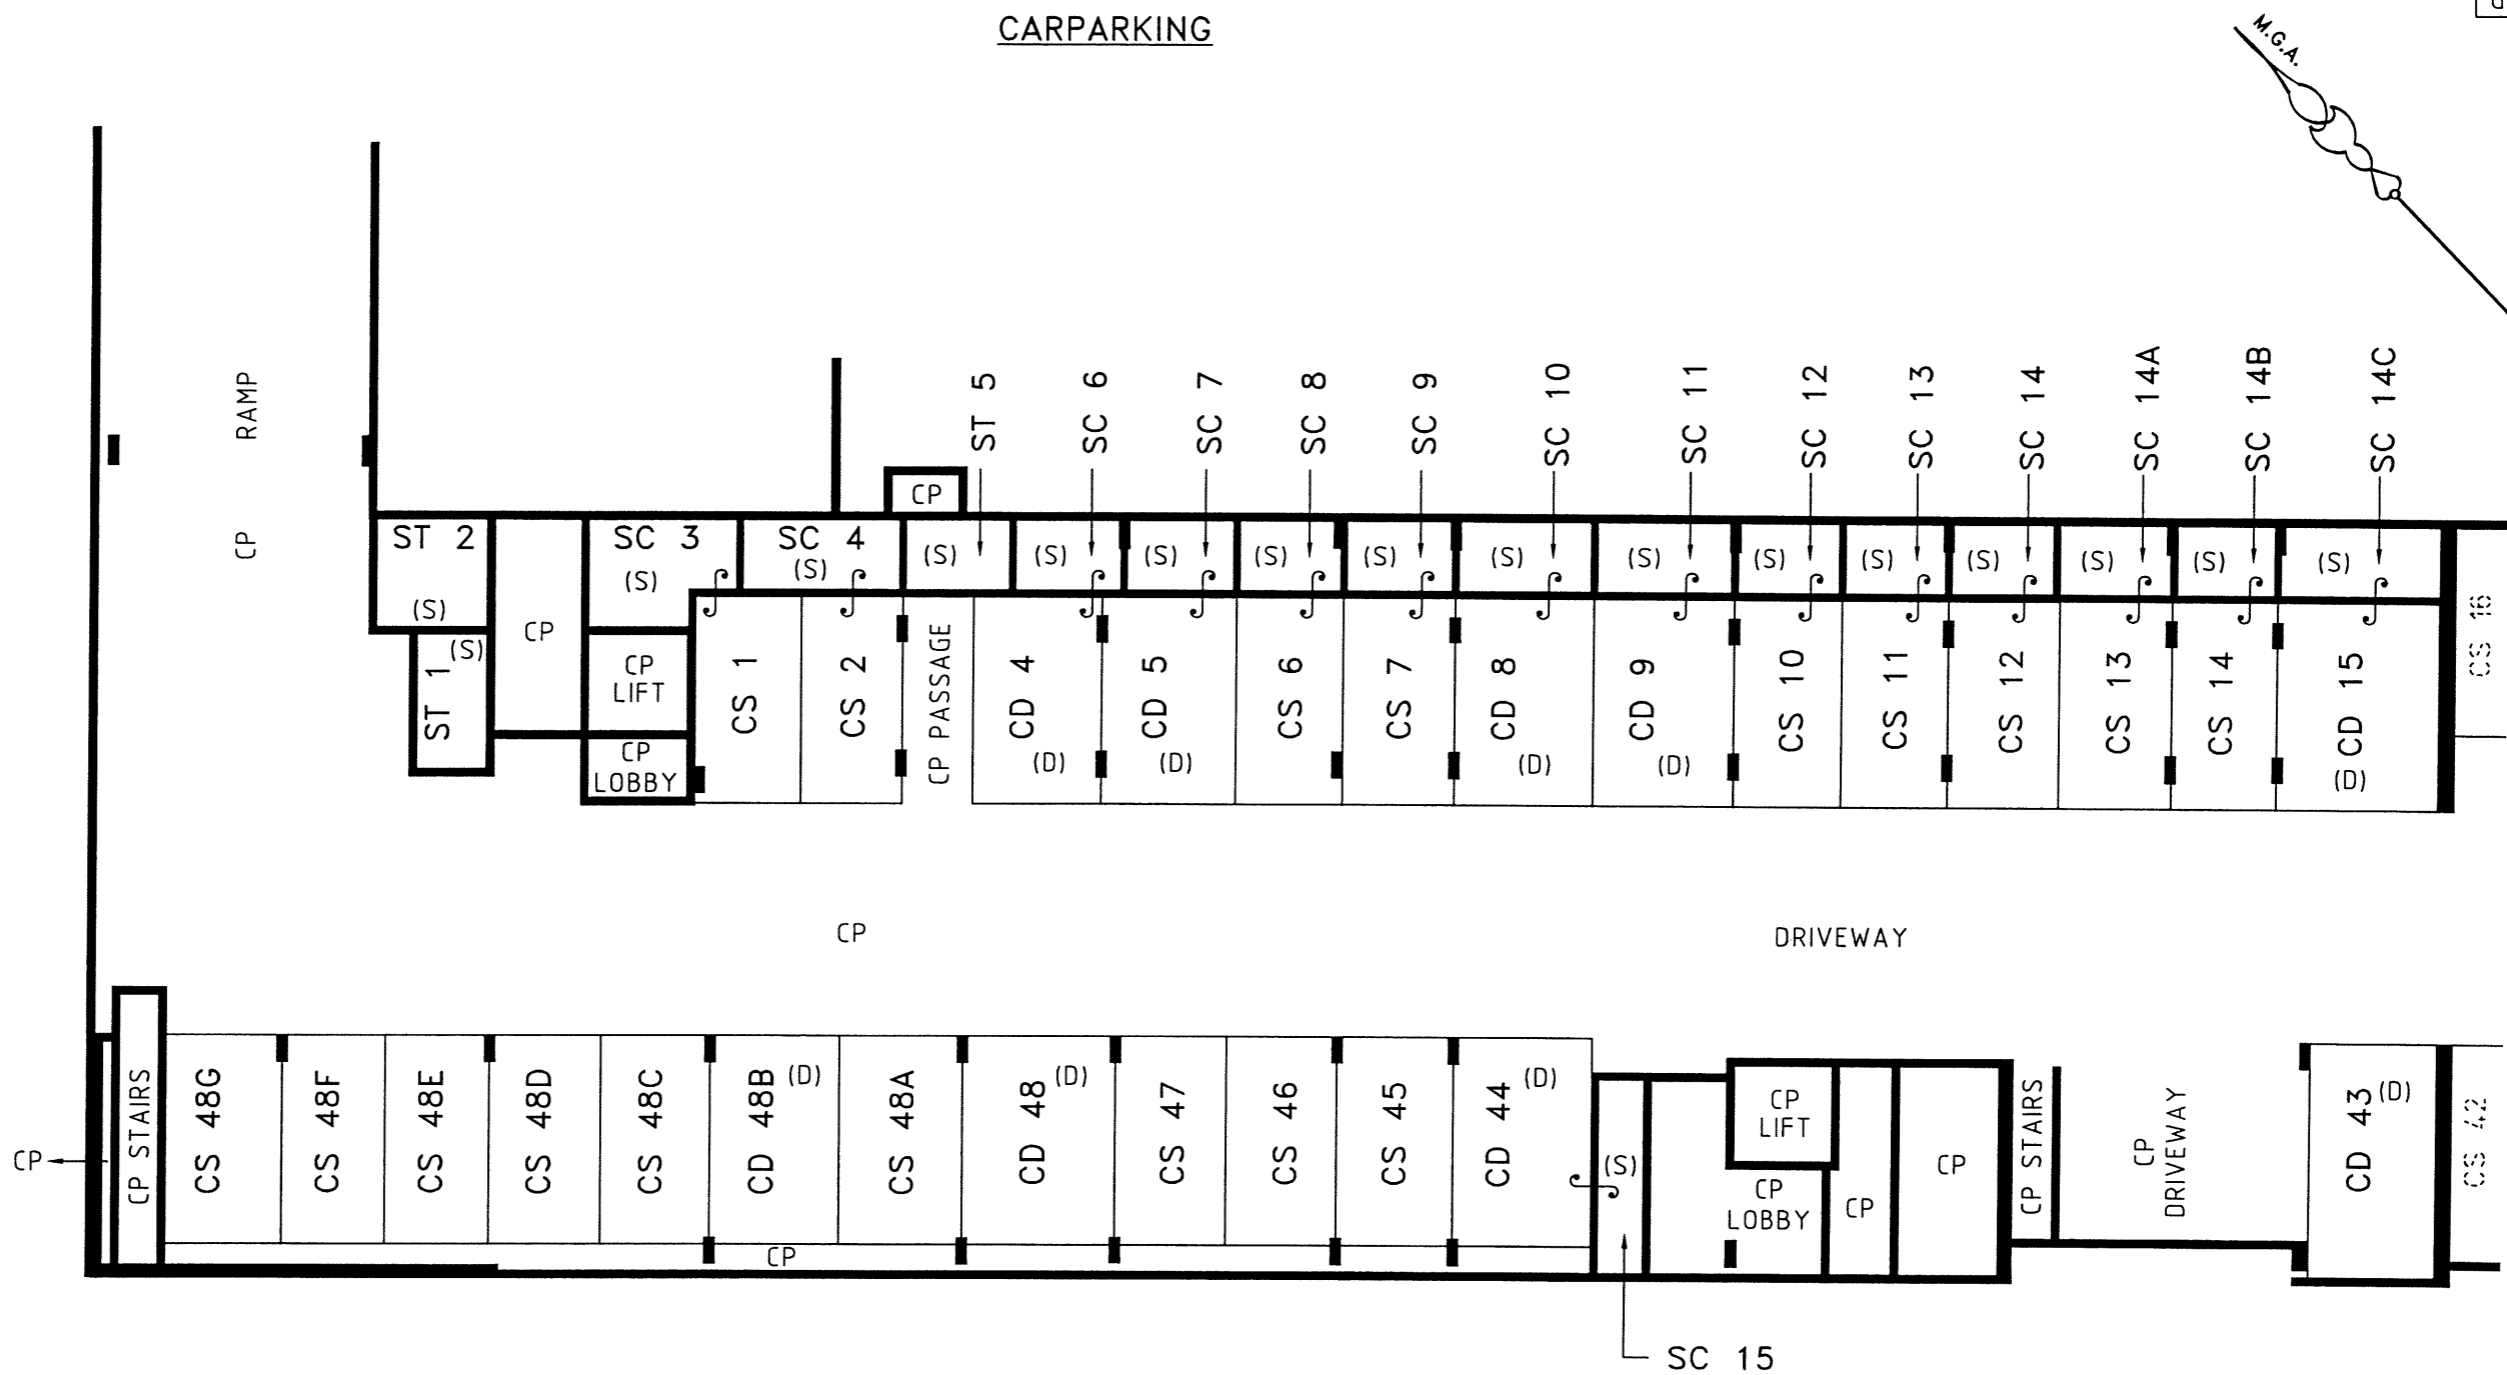 CARPARKING
M.G.A.
CP RAMP
ST 5
SC 6
SC 7
SC 8
SC 9
SC 10
SC 11
SC 12
SC 13
SC 14
SC 14A
SC 14B
SC 14C
CP
ST 2
(S)
SC 3
(S)
SC 4
(S)
(S)
(S)
(S)
(S)
(S)
(S)
(S)
(S)
(S)
(S)
(S)
(S)
(S)
ST 1
(S)
CP
CP
LIFT
CP
LOBBY
CS 1
CS 2
CP PASSAGE
CD 4
(D)
CD 5
(D)
CS 6
CS 7
CD 8
(D)
CD 9
(D)
CS 10
CS 11
CS 12
CS 13
CS 14
CD 15
(D)
CS 16
CP
DRIVEWAY
CP
CP STAIRS
CS 48G
CS 48F
CS 48E
CS 48D
CS 48C
CD 48B
(D)
CS 48A
CD 48
(D)
CS 47
CS 46
CS 45
CD 44
(D)
(S)
CP
LIFT
CP
LOBBY
CP
CP
CP STAIRS
CP
DRIVEWAY
CD 43
(D)
CS 42
CP
SC 15